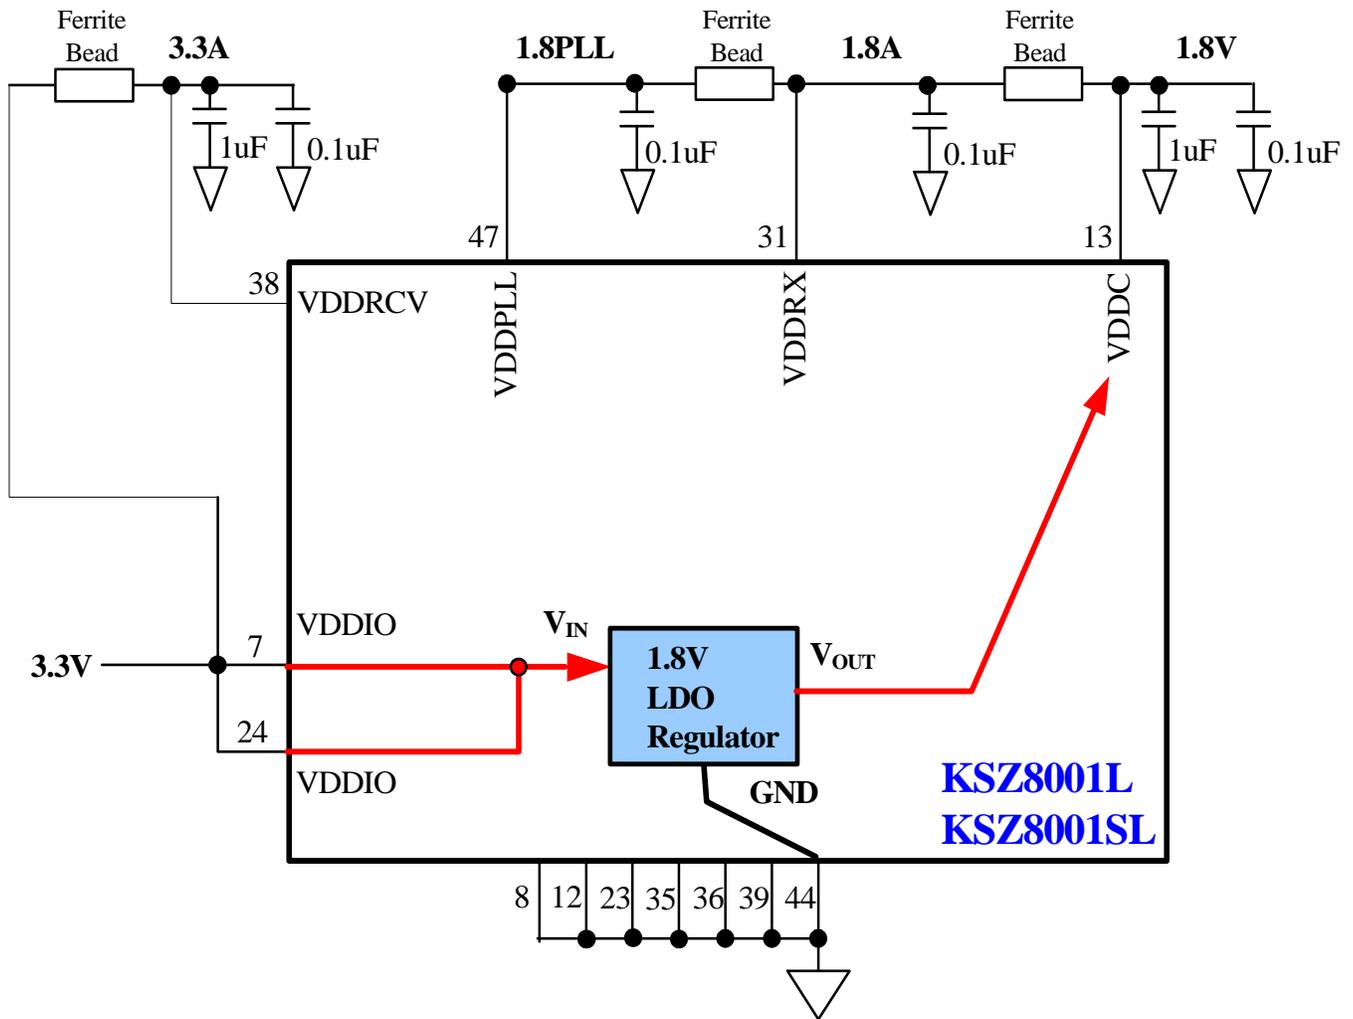 Ferrite
Bead
3.3A
1.8PLL
Ferrite
Bead
1.8A
Ferrite
Bead
1.8V
1uF
0.1uF
0.1uF
0.1uF
1uF
0.1uF
47
31
13
38
VDDRCV
VDDPLL
VDDRX
VDDC
3.3V
7
VDDIO
24
VDDIO
VIN
1.8V
LDO
Regulator
VOUT
GND
KSZ8001L
KSZ8001SL
8
12
23
35
36
39
44